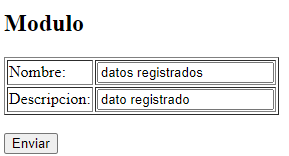 Modulo
Nombre: datos registrados
Descripcion: dato registrado
Enviar